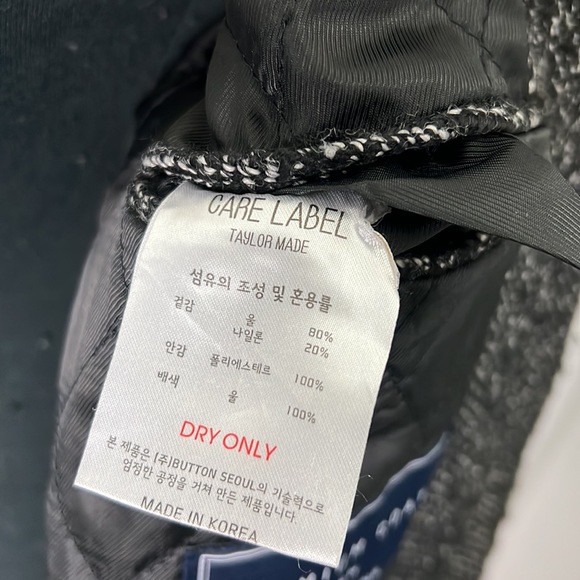 CARE LABEL
TAYLOR MADE
섬유의 조성 및 혼용률
겉감 울 80%
나일론 20%
안감 폴리에스테르 100%
배색 울 100%
DRY ONLY
본 제품은 (주)BUTTON SEOUL의 기술력으로
엄정한 공정을 거쳐 만든 제품입니다.
MADE IN KOREA